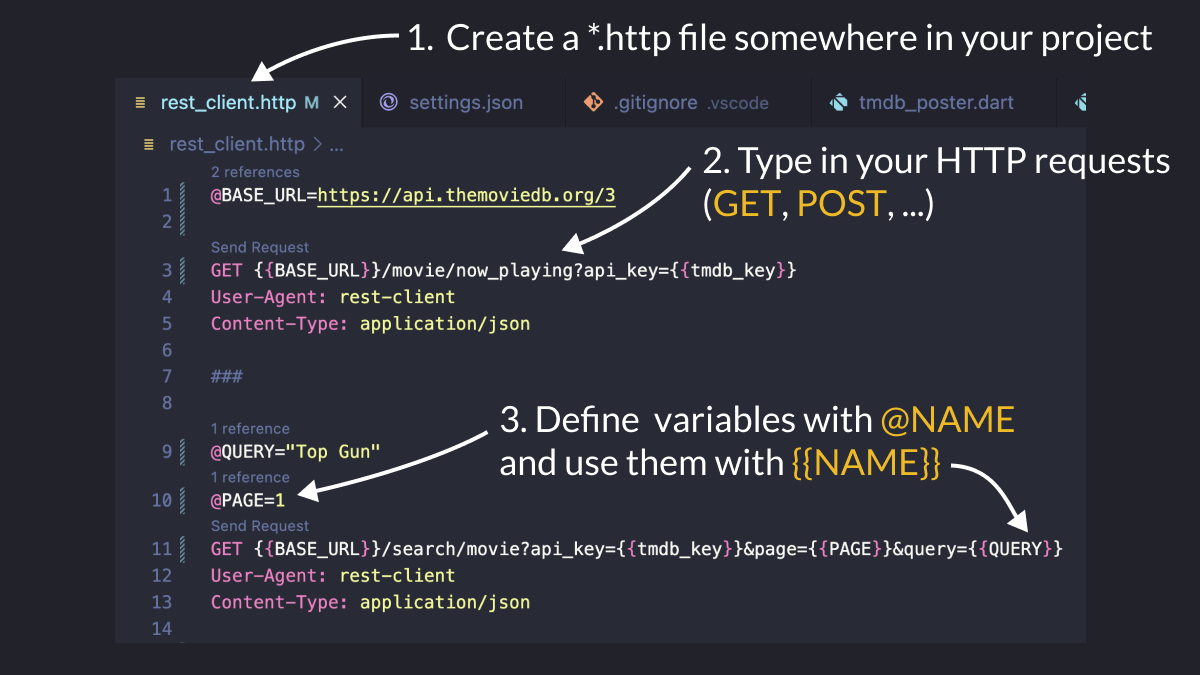 1. Create a *.http file somewhere in your project
rest_client.http M
settings.json
.gitignore .vscode
tmdb_poster.dart
rest_client.http > ...
2. Type in your HTTP requests
(GET, POST, ...)
2 references
1 @BASE_URL=https://api.themoviedb.org/3
2
Send Request
3 GET {{BASE_URL}}/movie/now_playing?api_key={{tmdb_key}}
4 User-Agent: rest-client
5 Content-Type: application/json
6
7 ###
8
3. Define variables with @NAME
and use them with {{NAME}}
1 reference
9 @QUERY="Top Gun"
1 reference
10 @PAGE=1
Send Request
11 GET {{BASE_URL}}/search/movie?api_key={{tmdb_key}}&page={{PAGE}}&query={{QUERY}}
12 User-Agent: rest-client
13 Content-Type: application/json
14